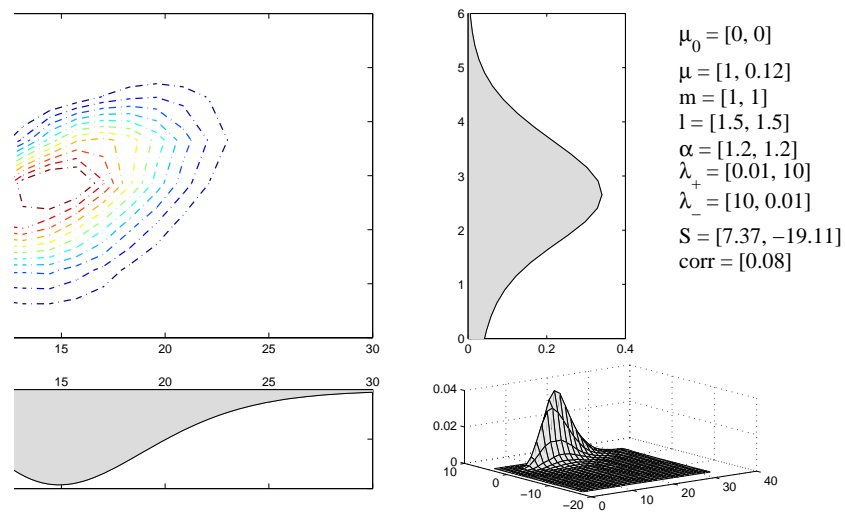 6
5
4
3
2
1
0
0 0.2 0.4
15 20 25 30
15 20 25 30
μ0 = [0, 0]
μ = [1, 0.12]
m = [1, 1]
l = [1.5, 1.5]
α = [1.2, 1.2]
λ+ = [0.01, 10]
λ− = [10, 0.01]
S = [7.37, −19.11]
corr = [0.08]
0.04
0.02
0
10
0
−10
−20
0
10
20
30
40